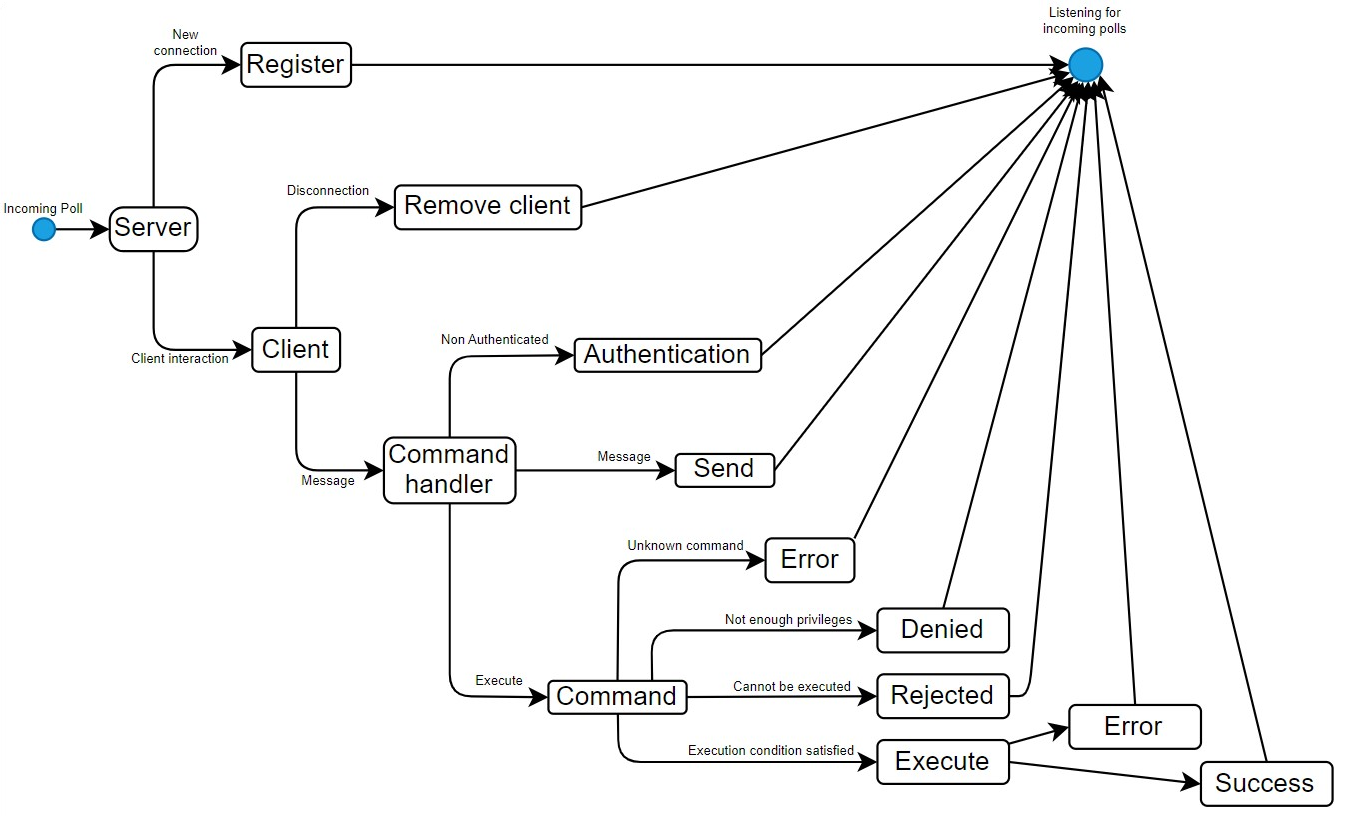 Listening for
incoming polls
New
connection
Register
Disconnection
Remove client
Incoming Poll
Server
Client interaction
Client
Non Authenticated
Authentication
Message
Command
handler
Message
Send
Unknown command
Error
Not enough privileges
Denied
Execute
Command
Cannot be executed
Rejected
Error
Execution condition satisfied
Execute
Success